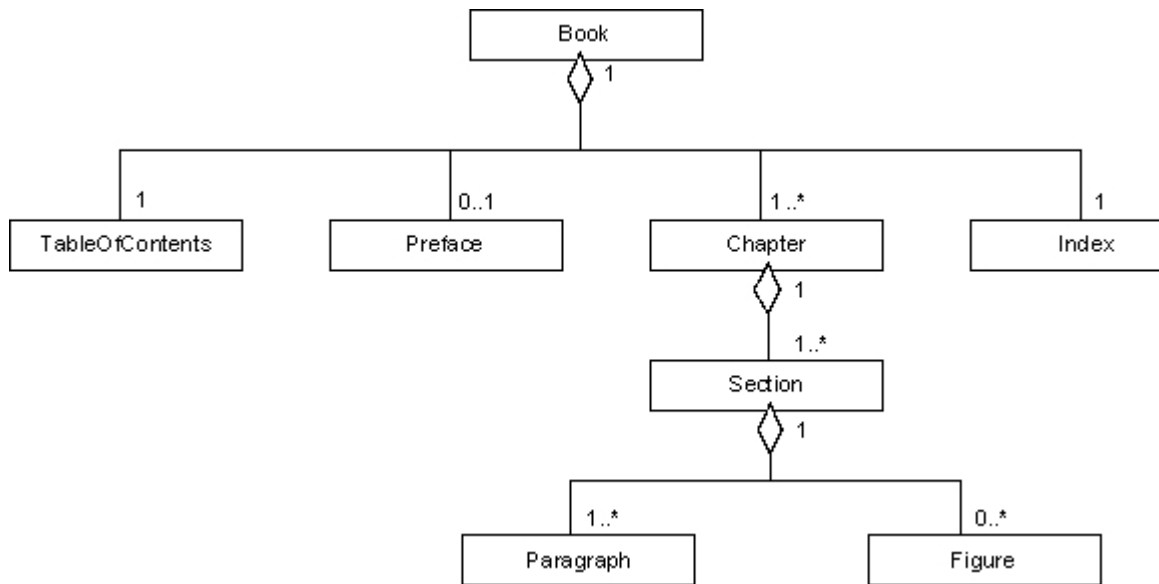 Book
1
1
0..1
1..*
1
TableOfContents
Preface
Chapter
Index
1
1..*
Section
1
1..*
0..*
Paragraph
Figure